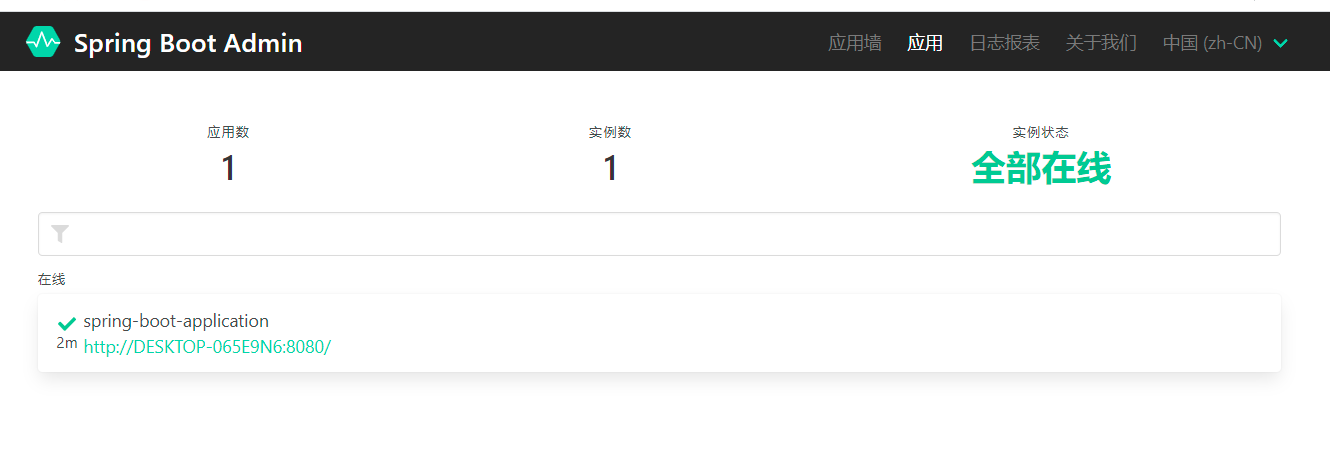 Spring Boot Admin 应用墙 应用 日志报表 关于我们 中国 (zh-CN)
应用数 实例数 实例状态
1 1 全部在线
在线
spring-boot-application
2m http://DESKTOP-065E9N6:8080/